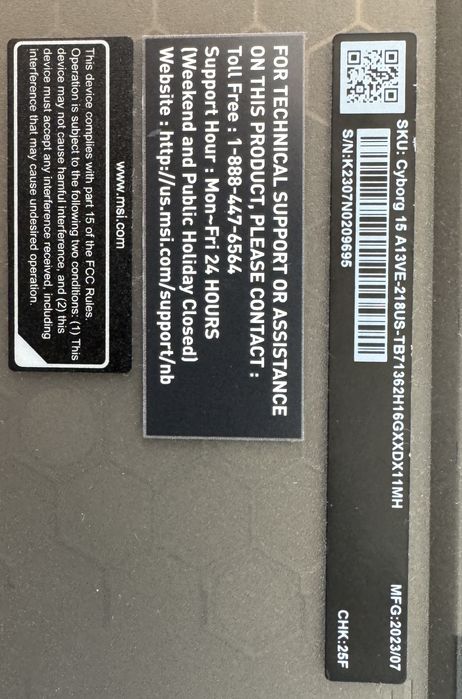 SKU: Cyborg 15 A13VE-218US-TB71362H16GXXDX11MH
MFG:2023/07
S/N:K2307N0209695
CHK:25F
FOR TECHNICAL SUPPORT OR ASSISTANCE
ON THIS PRODUCT, PLEASE CONTACT :
Toll Free : 1-888-447-6564
Support Hour : Mon~Fri 24 HOURS
(Weekend and Public Holiday Closed)
Website : http://us.msi.com/support/nb
www.msi.com
This device complies with part 15 of the FCC Rules.
Operation is subject to the following two conditions: (1) This
device may not cause harmful interference, and (2) this
device must accept any interference received, including
interference that may cause undesired operation.